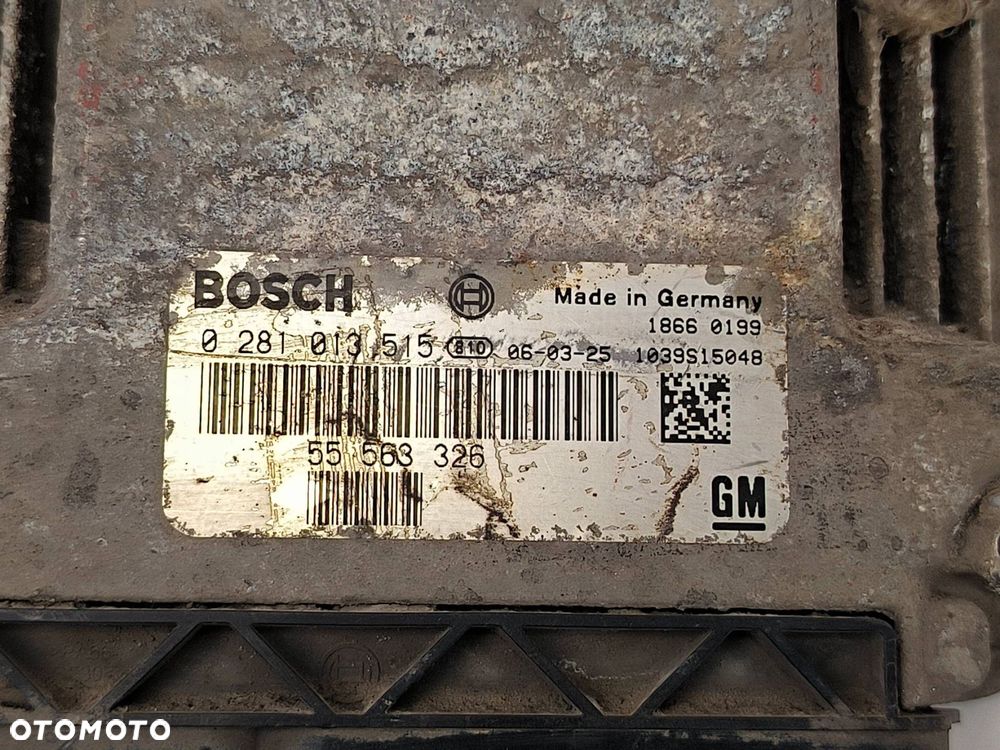 BOSCH
Made in Germany
1866 0199
0 281 013 515 810 06-03-25 1039S15048
55 563 326
GM
OTOMOTO